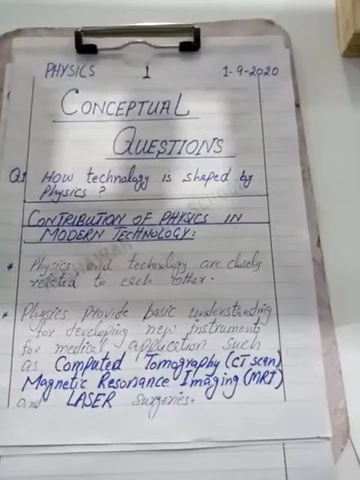 PHYSICS 1 1-9-2020
CONCEPTUAL
QUESTIONS
Q1 How technology is shaped by
Physics ?
CONTRIBUTION OF PHYSICS IN
MODERN TECHNOLOGY:
* Physics and technology are closely
related to each other.
* Physics provide basic understanding
for developing new instruments
for medical application such
as Computed Tomography (CT scan)
Magnetic Resonance Imaging (MRI)
and LASER surgeries.